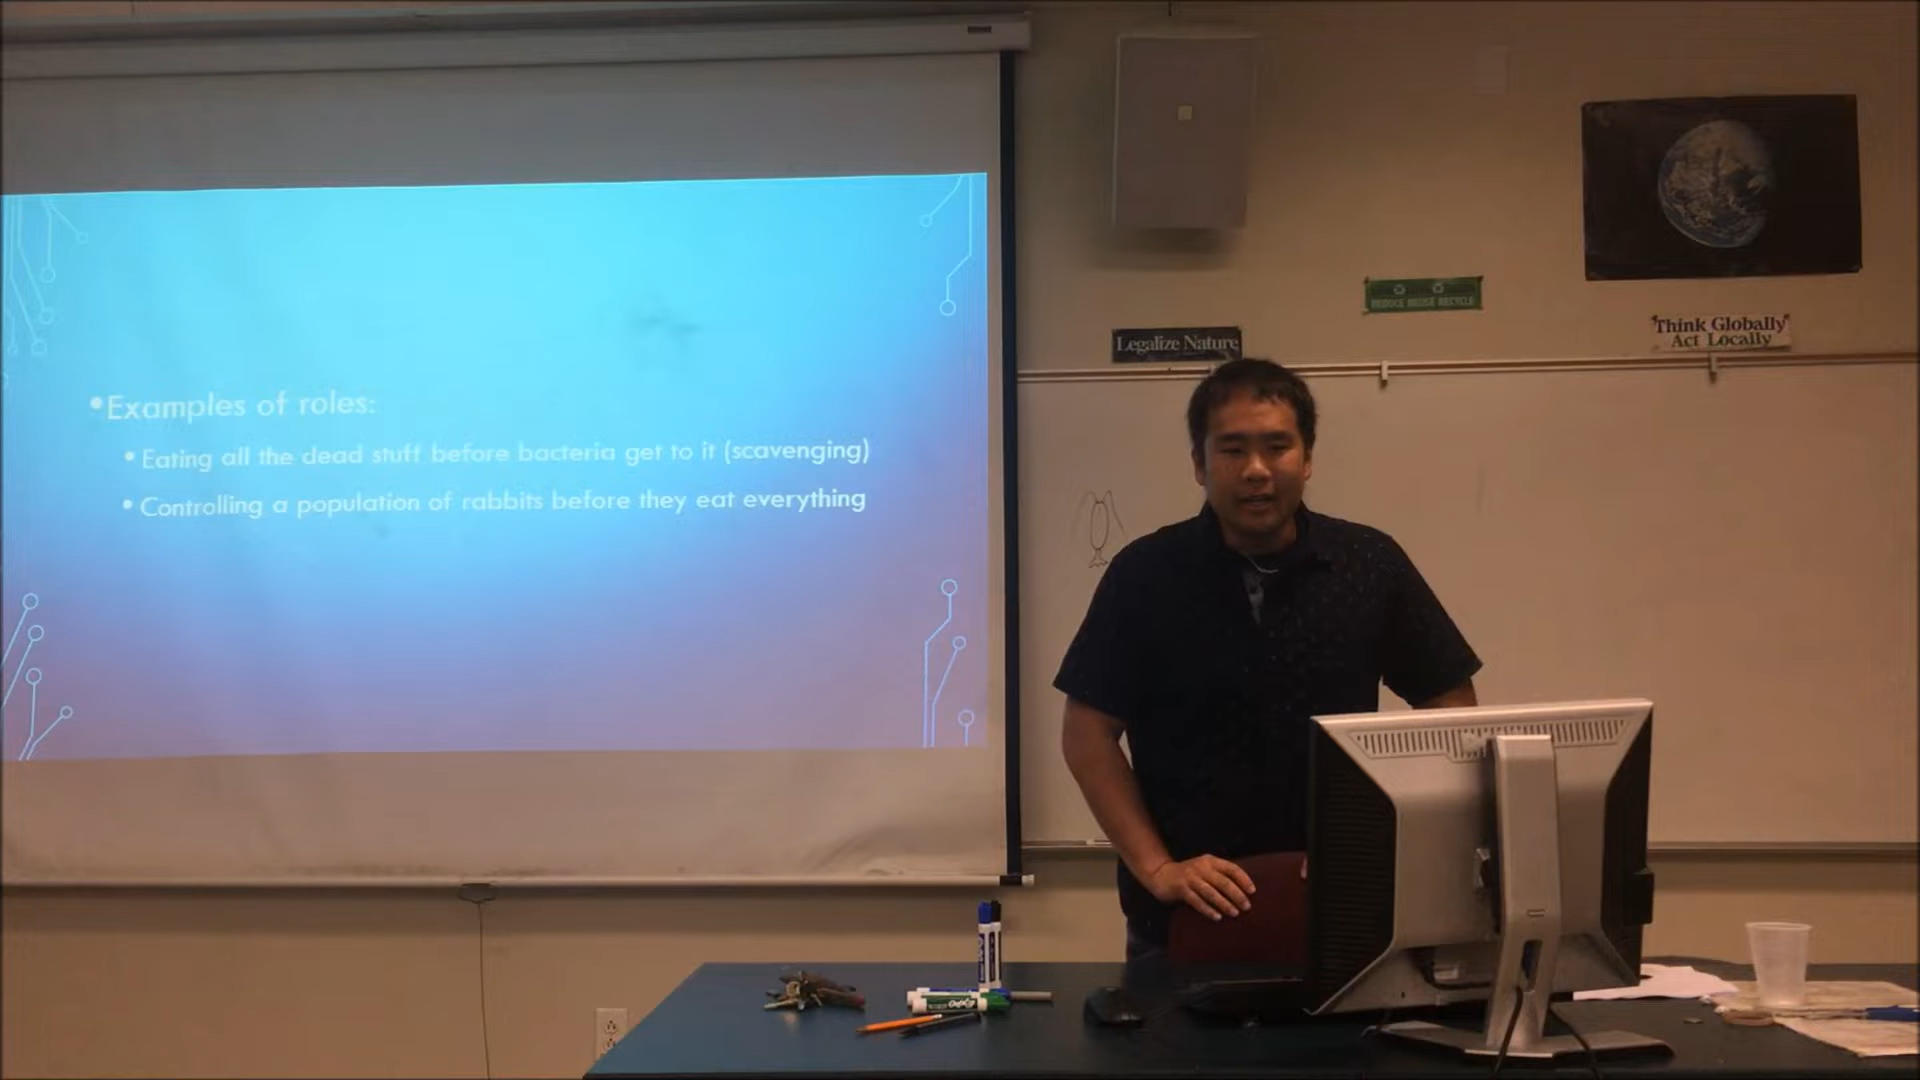 •Examples of roles:
• Eating all the dead stuff before bacteria get to it (scavenging)
• Controlling a population of rabbits before they eat everything
Legalize Nature
REDUCE REUSE RECYCLE
Think Globally
Act Locally
EXPO